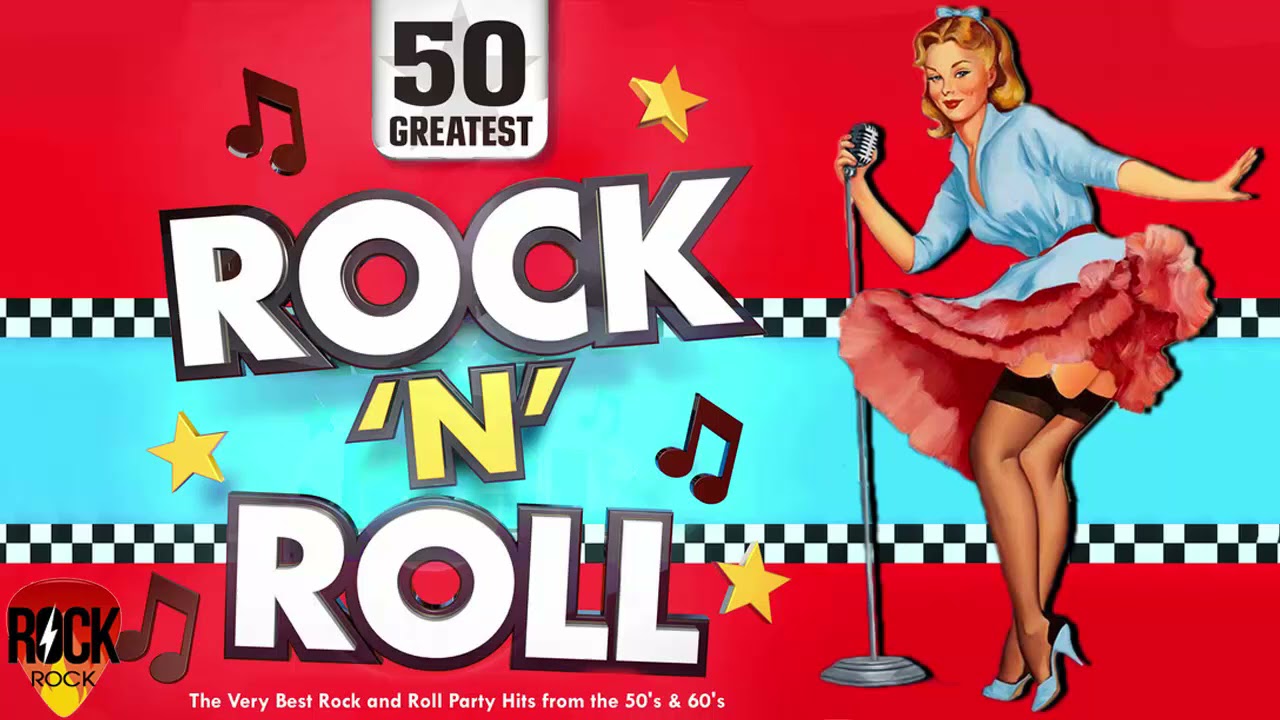 50
GREATEST
ROCK
‘N’
ROLL
ROCK
ROCK
The Very Best Rock and Roll Party Hits from the 50's & 60's